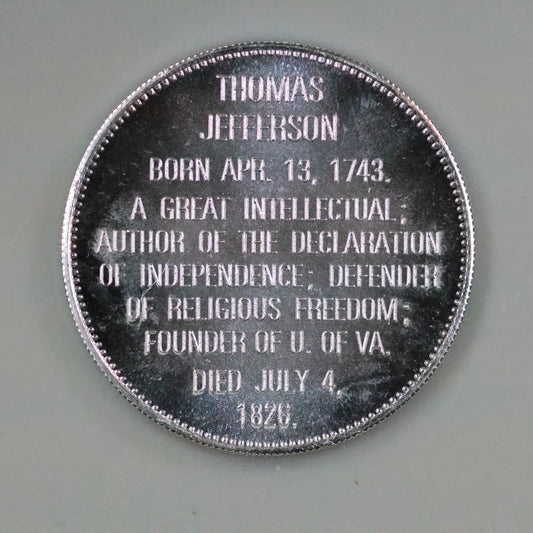 THOMAS
JEFFERSON
BORN APR. 13, 1743.
A GREAT INTELLECTUAL;
AUTHOR OF THE DECLARATION
OF INDEPENDENCE; DEFENDER
OF RELIGIOUS FREEDOM;
FOUNDER OF U. OF VA.
DIED JULY 4,
1826.